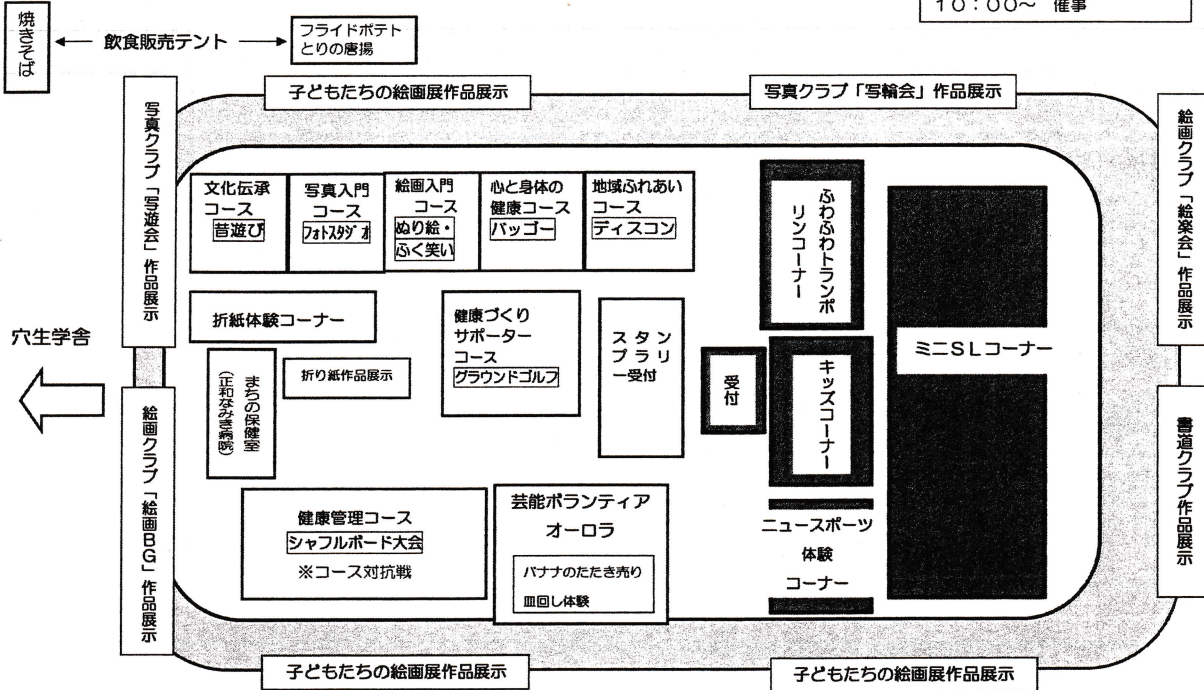 １０：００～　催事
焼きそば
飲食販売テント
フライドポテト
とりの唐揚
子どもたちの絵画展作品展示
写真クラブ「写輪会」作品展示
写真クラブ「写遊会」作品展示
絵画クラブ「絵楽会」作品展示
文化伝承
コース
昔遊び
写真入門
コース
フォトスタジオ
絵画入門
コース
ぬり絵・
ふく笑い
心と身体の
健康コース
バッゴー
地域ふれあい
コース
ディスコン
ふわふわトランポ
リンコーナー
折紙体験コーナー
健康づくり
サポーター
コース
グラウンドゴルフ
スタン
プラリ
ー受付
受付
キッズコーナー
ミニＳＬコーナー
穴生学舎
まちの保健室
（正和なみき病院）
折り紙作品展示
絵画クラブ「絵画ＢＧ」作品展示
書道クラブ作品展示
健康管理コース
シャフルボード大会
※コース対抗戦
芸能ボランティア
オーロラ
バナナのたたき売り
皿回し体験
ニュースポーツ
体験
コーナー
子どもたちの絵画展作品展示
子どもたちの絵画展作品展示